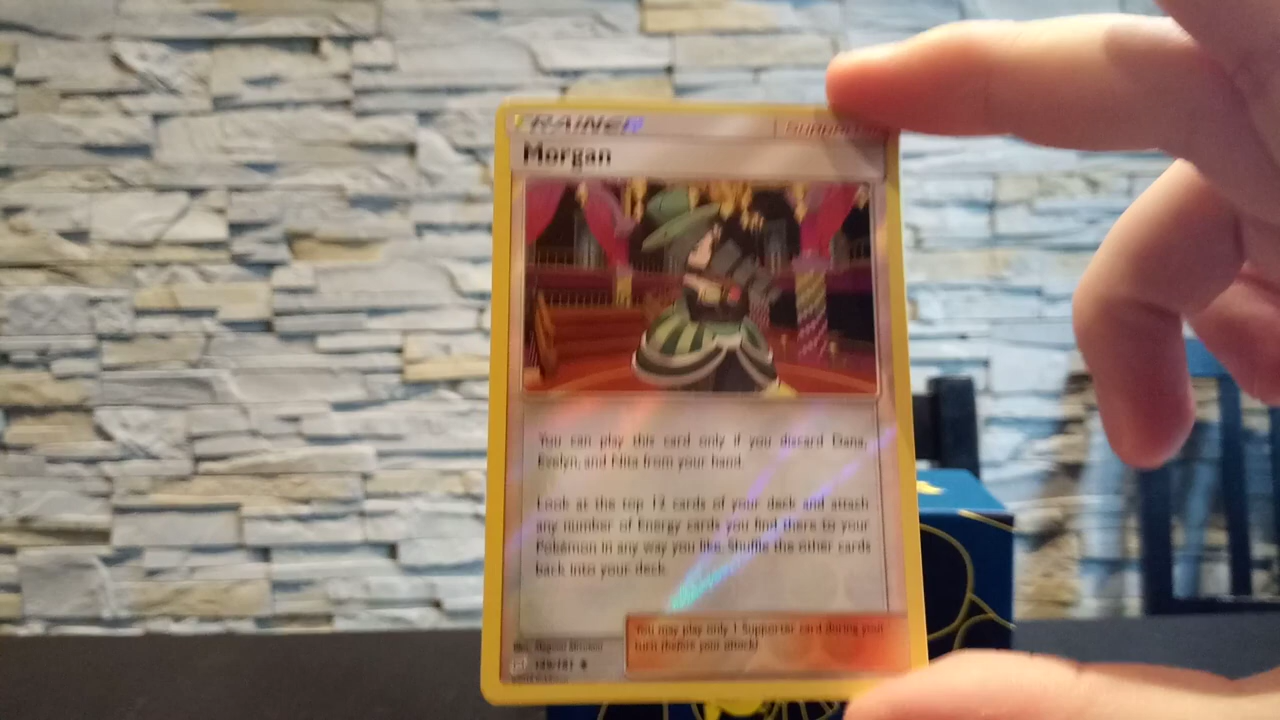 TRAINER SUPPORTER
Morgan
You can play this card only if you discard Dana,
Evelyn, and Nita from your hand.
Look at the top 12 cards of your deck and attach
any number of Energy cards you find there to your
Pokémon in any way you like. Shuffle the other cards
back into your deck.
You may play only 1 Supporter card during your
turn (before your attack).